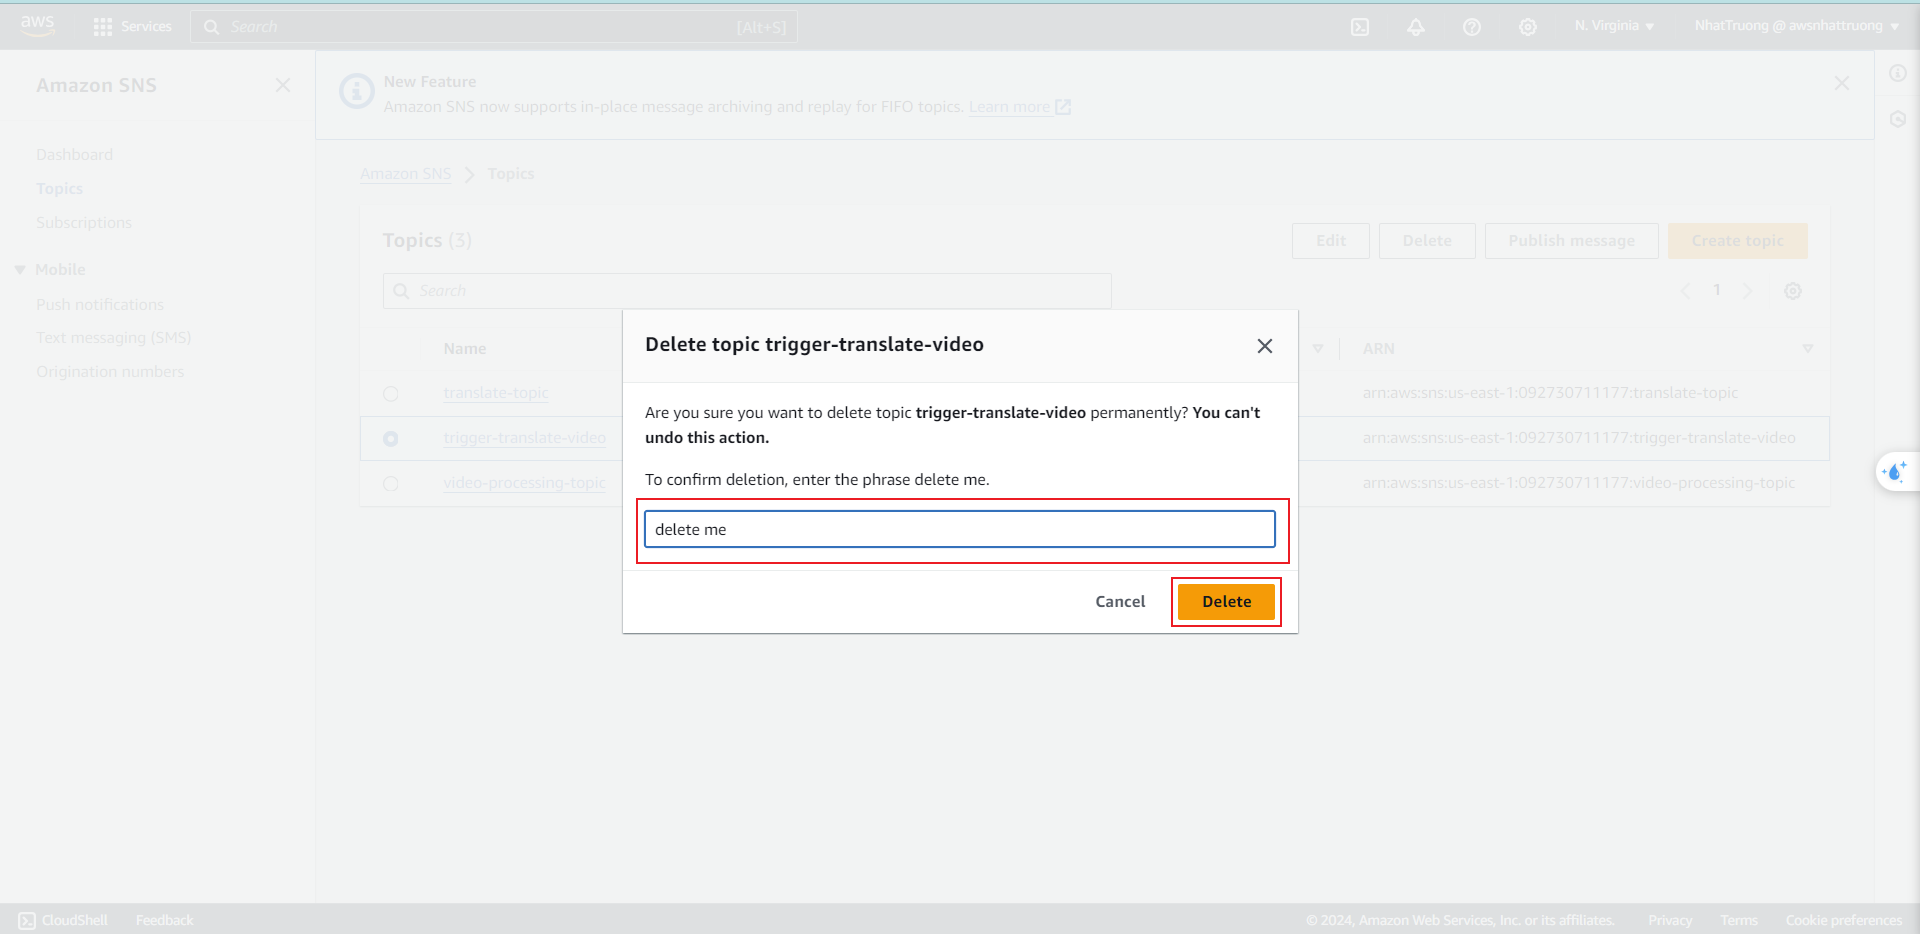 aws
Services
Search
[Alt+S]
N. Virginia
NhatTruong @ awsnhattruong
Amazon SNS
Dashboard
Topics
Subscriptions
Mobile
Push notifications
Text messaging (SMS)
Origination numbers
New Feature
Amazon SNS now supports in-place message archiving and replay for FIFO topics. Learn more
Amazon SNS
Topics
Topics (3)
Edit
Delete
Publish message
Create topic
Search
1
Name
ARN
translate-topic
arn:aws:sns:us-east-1:092730711177:translate-topic
trigger-translate-video
arn:aws:sns:us-east-1:092730711177:trigger-translate-video
video-processing-topic
arn:aws:sns:us-east-1:092730711177:video-processing-topic
Delete topic trigger-translate-video
Are you sure you want to delete topic trigger-translate-video permanently? You can't
undo this action.
To confirm deletion, enter the phrase delete me.
delete me
Cancel
Delete
CloudShell
Feedback
© 2024, Amazon Web Services, Inc. or its affiliates.
Privacy
Terms
Cookie preferences